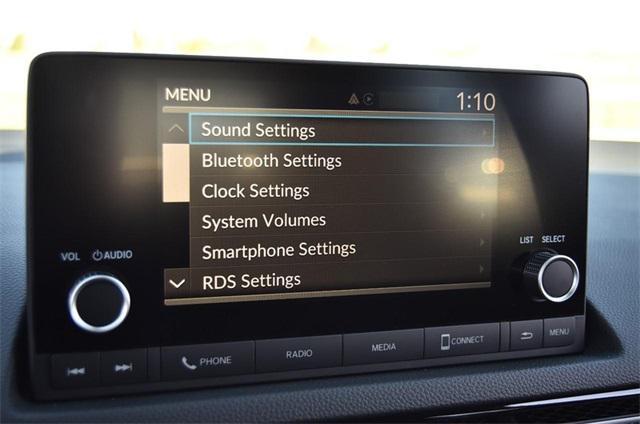 MENU 1:10
Sound Settings
Bluetooth Settings
Clock Settings
System Volumes
Smartphone Settings
RDS Settings
VOL AUDIO
LIST SELECT
PHONE RADIO MEDIA CONNECT MENU